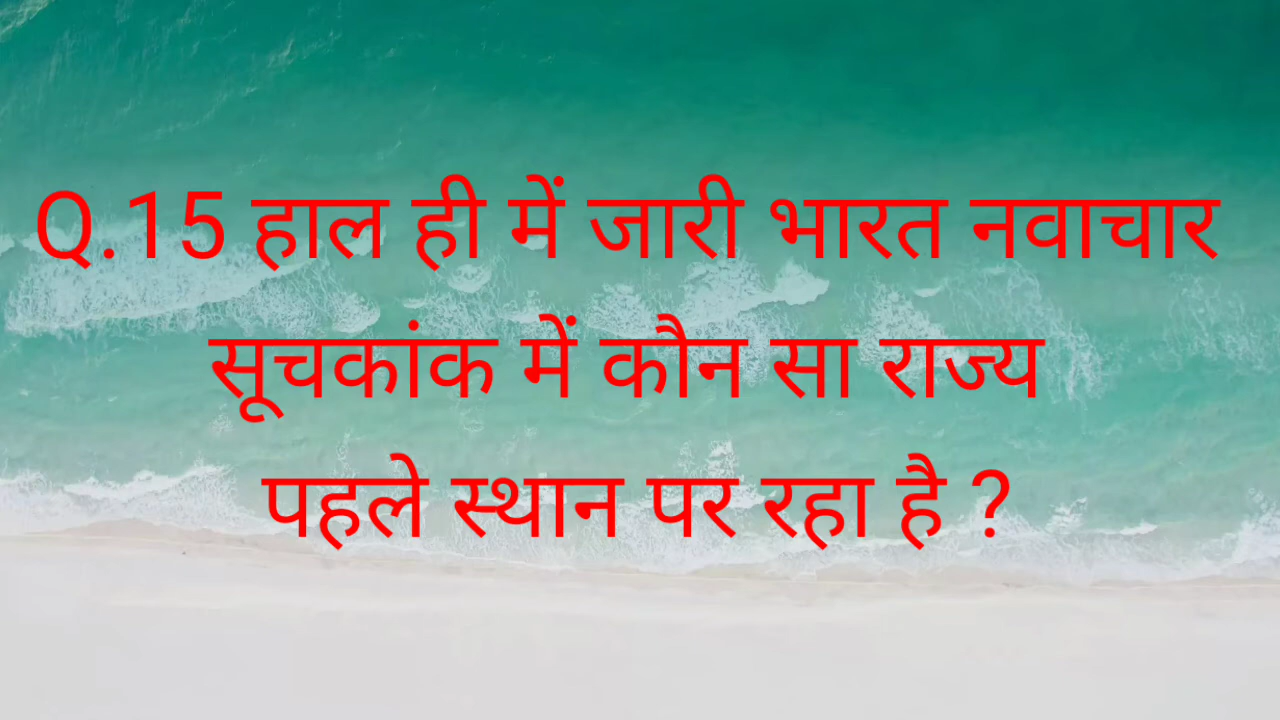 Q.15 हाल ही में जारी भारत नवाचार
सूचकांक में कौन सा राज्य
पहले स्थान पर रहा है ?